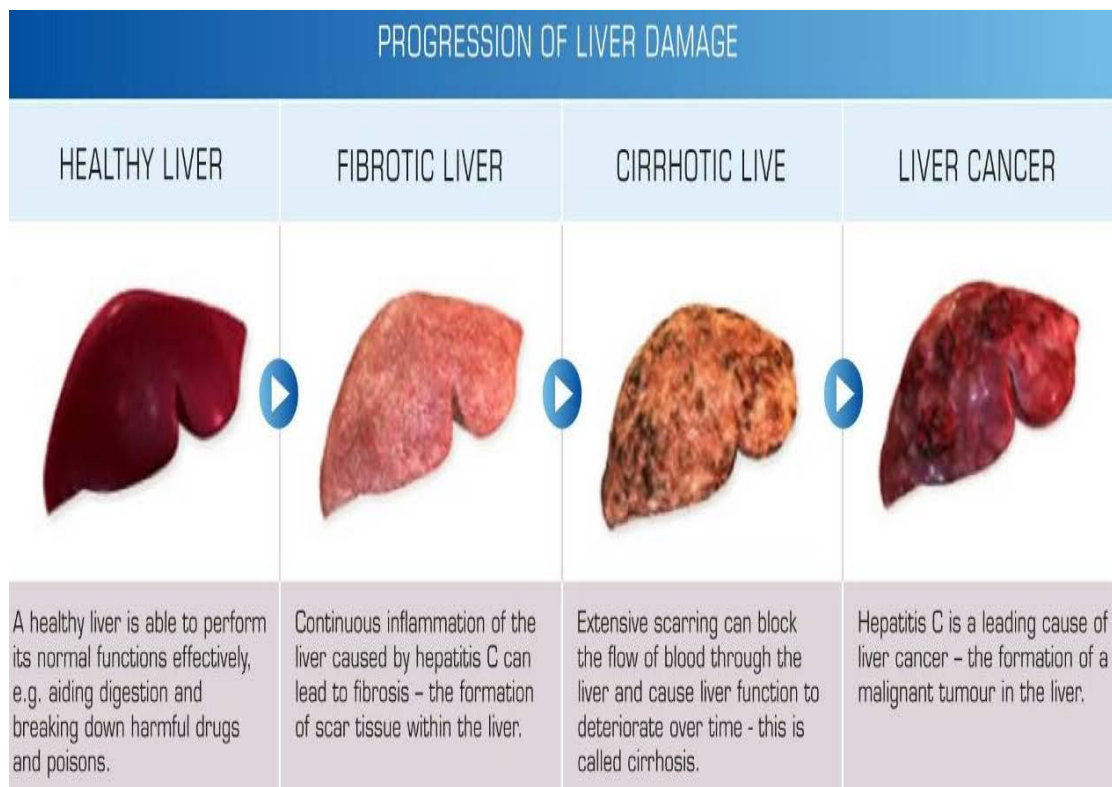 PROGRESSION OF LIVER DAMAGE
HEALTHY LIVER
FIBROTIC LIVER
CIRRHOTIC LIVE
LIVER CANCER
A healthy liver is able to perform
its normal functions effectively,
e.g. aiding digestion and
breaking down harmful drugs
and poisons.
Continuous inflammation of the
liver caused by hepatitis C can
lead to fibrosis – the formation
of scar tissue within the liver.
Extensive scarring can block
the flow of blood through the
liver and cause liver function to
deteriorate over time - this is
called cirrhosis.
Hepatitis C is a leading cause of
liver cancer – the formation of a
malignant tumour in the liver.